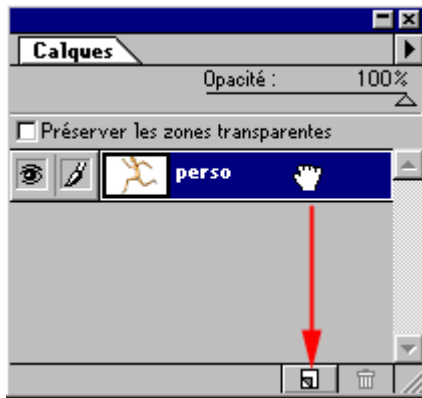 Calques
Opacité : 100%
Préserver les zones transparentes
perso